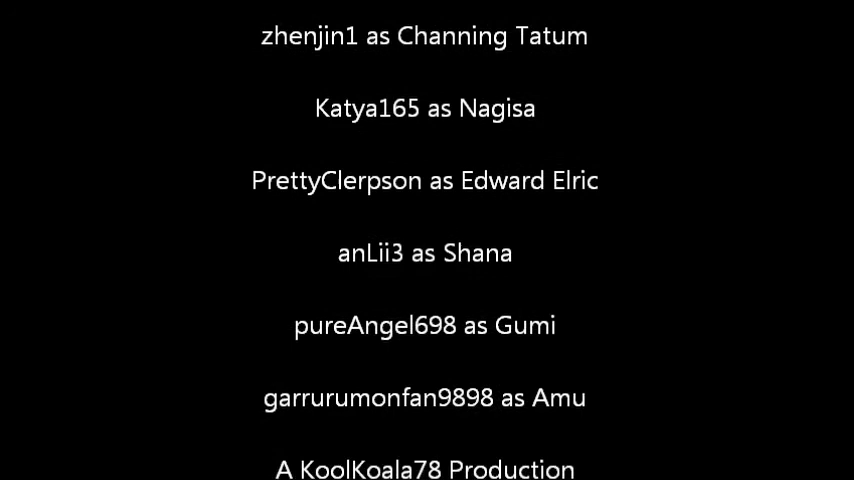 zhenjin1 as Channing Tatum
Katya165 as Nagisa
PrettyClerpson as Edward Elric
anLii3 as Shana
pureAngel698 as Gumi
garrurumonfan9898 as Amu
A KoolKoala78 Production